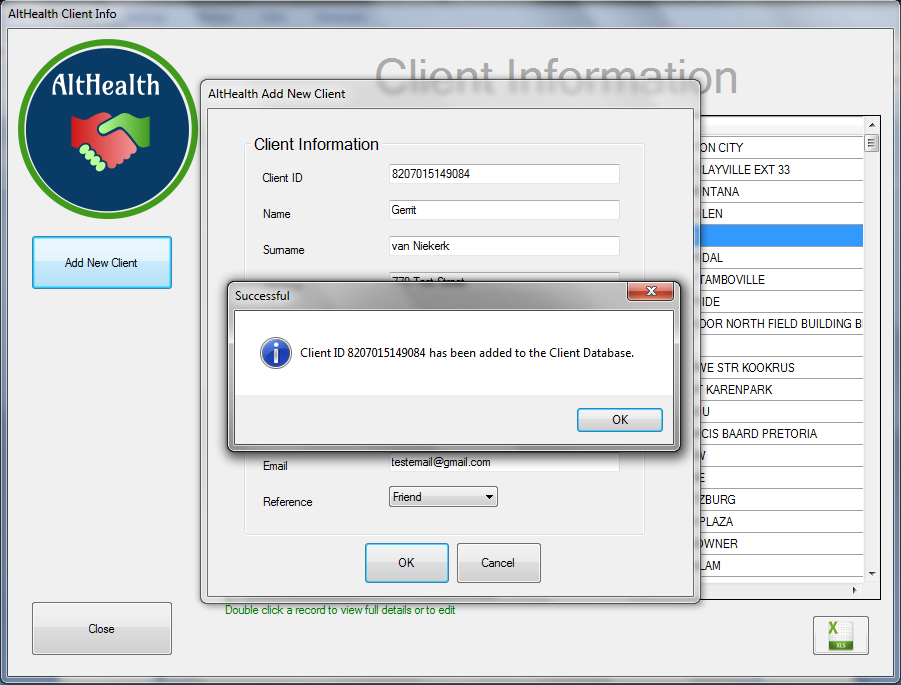 AltHealth Client Info
AltHealth
Client Information
AltHealth Add New Client
Client Information
Client ID
8207015149084
Name
Gerrit
Surname
van Niekerk
Add New Client
Successful
Client ID 8207015149084 has been added to the Client Database.
OK
Email
testemail@gmail.com
Reference
Friend
OK
Cancel
ON CITY
LAYVILLE EXT 33
NTANA
LEN
DAL
TAMBOVILLE
IDE
OOR NORTH FIELD BUILDING B
WE STR KOOKRUS
T KARENPARK
U
CIS BAARD PRETORIA
W
E
ZBURG
PLAZA
OWNER
LAM
Double click a record to view full details or to edit
Close
X
XLS